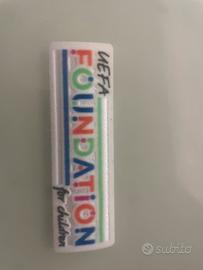 UEFA
FOUNDATION
for children
subito